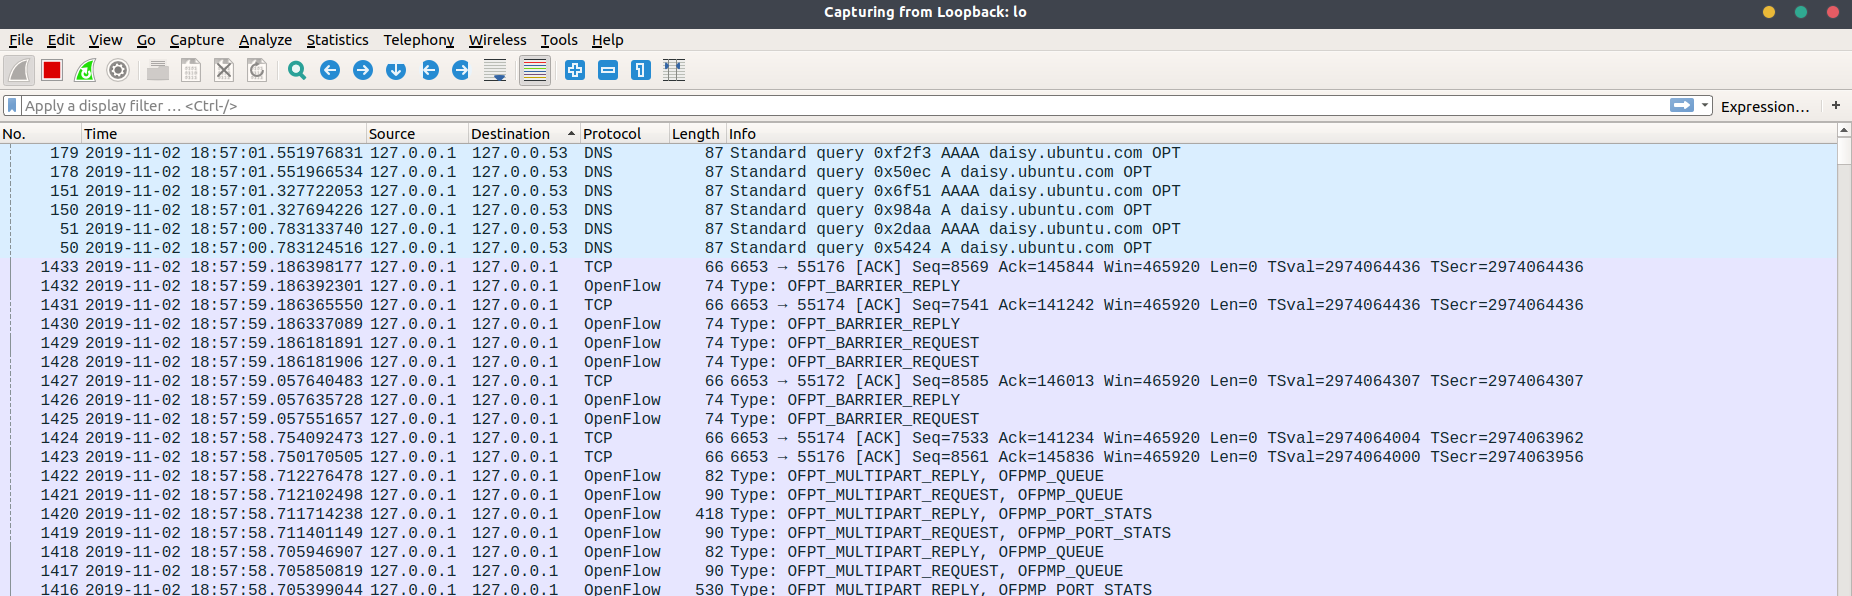 Capturing from Loopback: lo
File Edit View Go Capture Analyze Statistics Telephony Wireless Tools Help
Apply a display filter … <Ctrl-/> Expression… +
No. Time Source Destination Protocol Length Info
179 2019-11-02 18:57:01.551976831 127.0.0.1 127.0.0.53 DNS 87 Standard query 0xf2f3 AAAA daisy.ubuntu.com OPT
178 2019-11-02 18:57:01.551966534 127.0.0.1 127.0.0.53 DNS 87 Standard query 0x50ec A daisy.ubuntu.com OPT
151 2019-11-02 18:57:01.327722053 127.0.0.1 127.0.0.53 DNS 87 Standard query 0x6f51 AAAA daisy.ubuntu.com OPT
150 2019-11-02 18:57:01.327694226 127.0.0.1 127.0.0.53 DNS 87 Standard query 0x984a A daisy.ubuntu.com OPT
51 2019-11-02 18:57:00.783133740 127.0.0.1 127.0.0.53 DNS 87 Standard query 0x2daa AAAA daisy.ubuntu.com OPT
50 2019-11-02 18:57:00.783124516 127.0.0.1 127.0.0.53 DNS 87 Standard query 0x5424 A daisy.ubuntu.com OPT
1433 2019-11-02 18:57:59.186398177 127.0.0.1 127.0.0.1 TCP 66 6653 → 55176 [ACK] Seq=8569 Ack=145844 Win=465920 Len=0 TSval=2974064436 TSecr=2974064436
1432 2019-11-02 18:57:59.186392301 127.0.0.1 127.0.0.1 OpenFlow 74 Type: OFPT_BARRIER_REPLY
1431 2019-11-02 18:57:59.186365550 127.0.0.1 127.0.0.1 TCP 66 6653 → 55174 [ACK] Seq=7541 Ack=141242 Win=465920 Len=0 TSval=2974064436 TSecr=2974064436
1430 2019-11-02 18:57:59.186337089 127.0.0.1 127.0.0.1 OpenFlow 74 Type: OFPT_BARRIER_REPLY
1429 2019-11-02 18:57:59.186181891 127.0.0.1 127.0.0.1 OpenFlow 74 Type: OFPT_BARRIER_REQUEST
1428 2019-11-02 18:57:59.186181906 127.0.0.1 127.0.0.1 OpenFlow 74 Type: OFPT_BARRIER_REQUEST
1427 2019-11-02 18:57:59.057640483 127.0.0.1 127.0.0.1 TCP 66 6653 → 55172 [ACK] Seq=8585 Ack=146013 Win=465920 Len=0 TSval=2974064307 TSecr=2974064307
1426 2019-11-02 18:57:59.057635728 127.0.0.1 127.0.0.1 OpenFlow 74 Type: OFPT_BARRIER_REPLY
1425 2019-11-02 18:57:59.057551657 127.0.0.1 127.0.0.1 OpenFlow 74 Type: OFPT_BARRIER_REQUEST
1424 2019-11-02 18:57:58.754092473 127.0.0.1 127.0.0.1 TCP 66 6653 → 55174 [ACK] Seq=7533 Ack=141234 Win=465920 Len=0 TSval=2974064004 TSecr=2974063962
1423 2019-11-02 18:57:58.750170505 127.0.0.1 127.0.0.1 TCP 66 6653 → 55176 [ACK] Seq=8561 Ack=145836 Win=465920 Len=0 TSval=2974064000 TSecr=2974063956
1422 2019-11-02 18:57:58.712276478 127.0.0.1 127.0.0.1 OpenFlow 82 Type: OFPT_MULTIPART_REPLY, OFPMP_QUEUE
1421 2019-11-02 18:57:58.712102498 127.0.0.1 127.0.0.1 OpenFlow 90 Type: OFPT_MULTIPART_REQUEST, OFPMP_QUEUE
1420 2019-11-02 18:57:58.711714238 127.0.0.1 127.0.0.1 OpenFlow 418 Type: OFPT_MULTIPART_REPLY, OFPMP_PORT_STATS
1419 2019-11-02 18:57:58.711401149 127.0.0.1 127.0.0.1 OpenFlow 90 Type: OFPT_MULTIPART_REQUEST, OFPMP_PORT_STATS
1418 2019-11-02 18:57:58.705946907 127.0.0.1 127.0.0.1 OpenFlow 82 Type: OFPT_MULTIPART_REPLY, OFPMP_QUEUE
1417 2019-11-02 18:57:58.705850819 127.0.0.1 127.0.0.1 OpenFlow 90 Type: OFPT_MULTIPART_REQUEST, OFPMP_QUEUE
1416 2019-11-02 18:57:58.705399044 127.0.0.1 127.0.0.1 OpenFlow 530 Type: OFPT_MULTIPART_REPLY, OFPMP_PORT_STATS